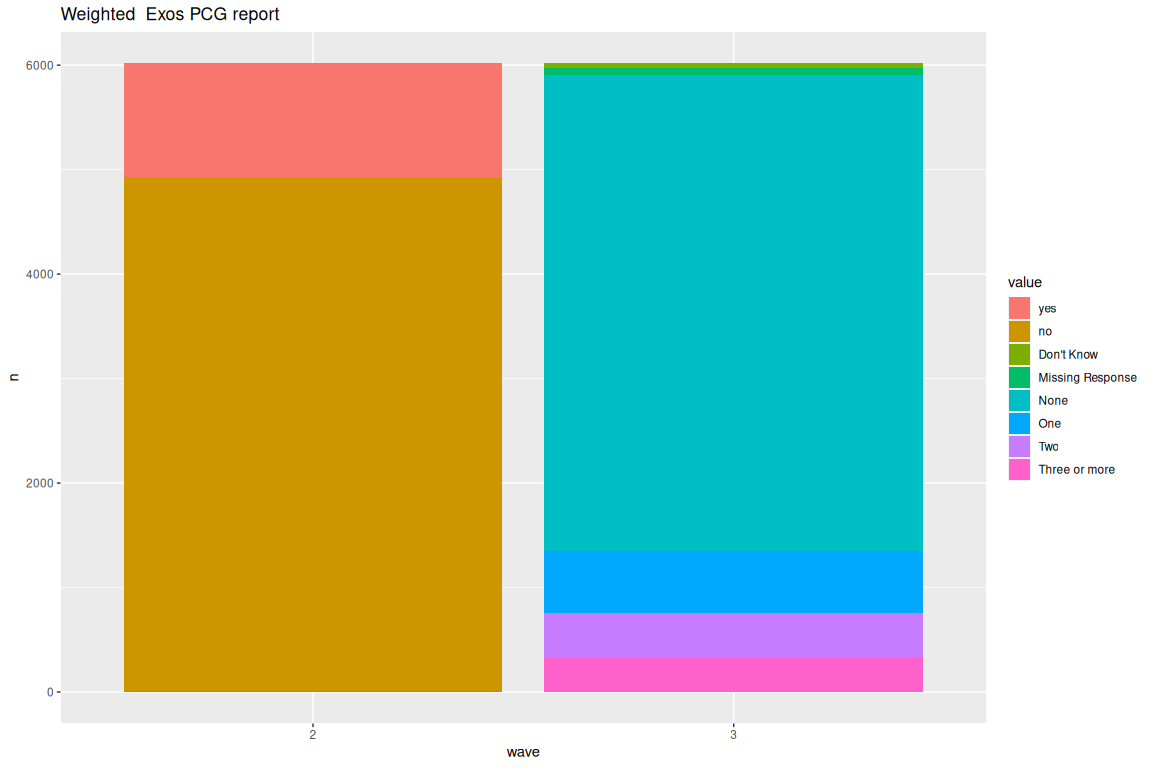 Weighted  Exos PCG report
6000
4000
2000
0
n
2
3
wave
value
yes
no
Don't Know
Missing Response
None
One
Two
Three or more